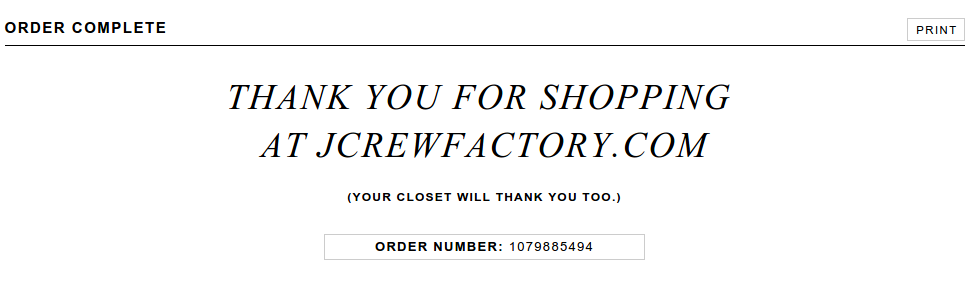 ORDER COMPLETE
PRINT
THANK YOU FOR SHOPPING
AT JCREWFACTORY.COM
(YOUR CLOSET WILL THANK YOU TOO.)
ORDER NUMBER: 1079885494